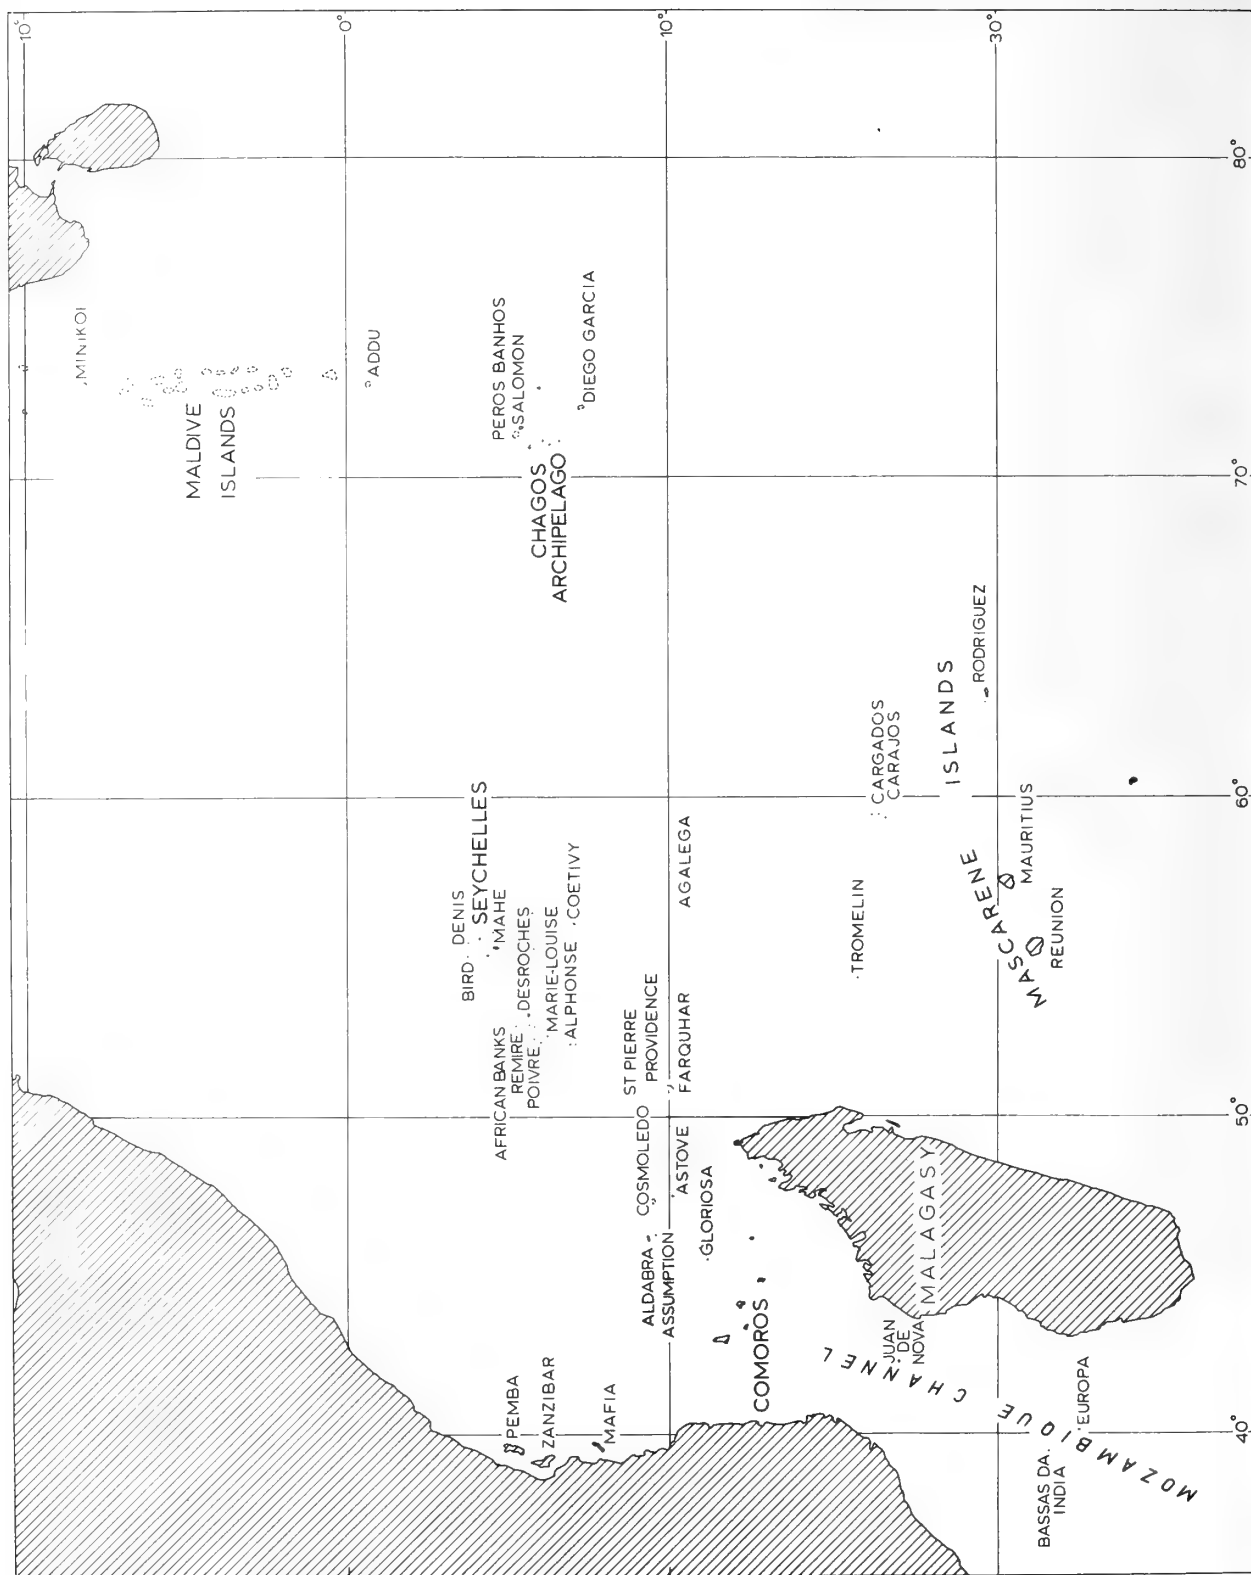 10°
0°
10°
30°
80°
70°
60°
50°
40°
MINIKOI
MALDIVE
ISLANDS
ADDU
PEROS BANHOS
SALOMON
CHAGOS
ARCHIPELAGO
DIEGO GARCIA
BIRD
DENIS
SEYCHELLES
MAHE
AFRICAN BANKS
REMIRE
POIVRE
DESROCHES
MARIE-LOUISE
ALPHONSE
COETIVY
ST PIERRE
PROVIDENCE
FARQUHAR
AGALEGA
COSMOLEDO
ASTOVE
ALDABRA
ASSUMPTION
GLORIOSA
COMOROS
PEMBA
ZANZIBAR
MAFIA
TROMELIN
CARGADOS
CARAJOS
MASCARENE
ISLANDS
RODRIGUEZ
MAURITIUS
REUNION
MALAGASY
JUAN
DE
NOVA
MOZAMBIQUE CHANNEL
EUROPA
BASSAS DA
INDIA